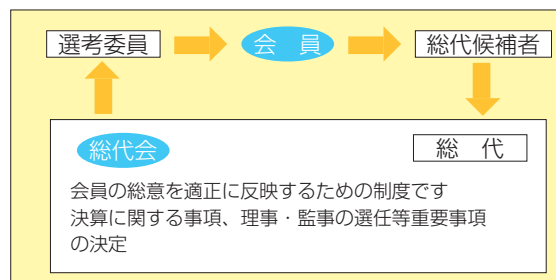 選考委員
会　員
総代候補者
総代会
総　代
会員の総意を適正に反映するための制度です
決算に関する事項、理事・監事の選任等重要事項
の決定